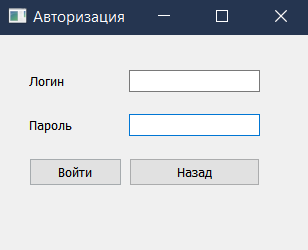 Авторизация
Логин
Пароль
Войти Назад